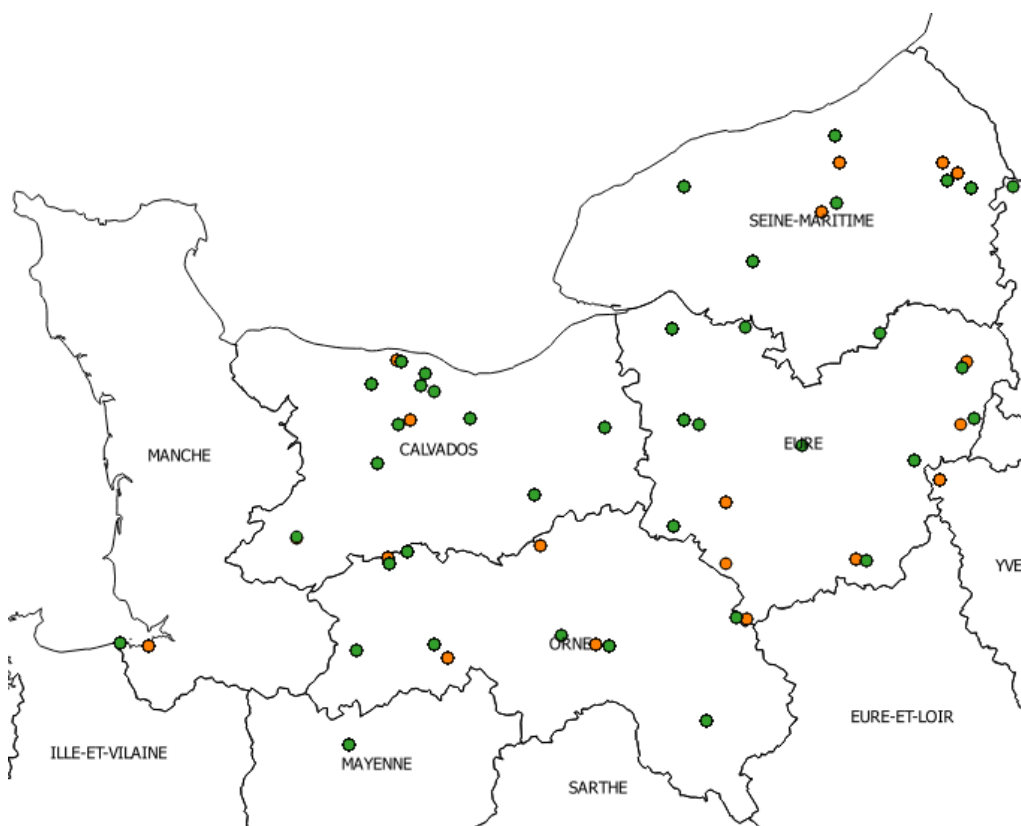 SEINE-MARITIME
MANCHE
CALVADOS
EURE
YVE
ORNE
EURE-ET-LOIR
ILLE-ET-VILAINE
MAYENNE
SARTHE